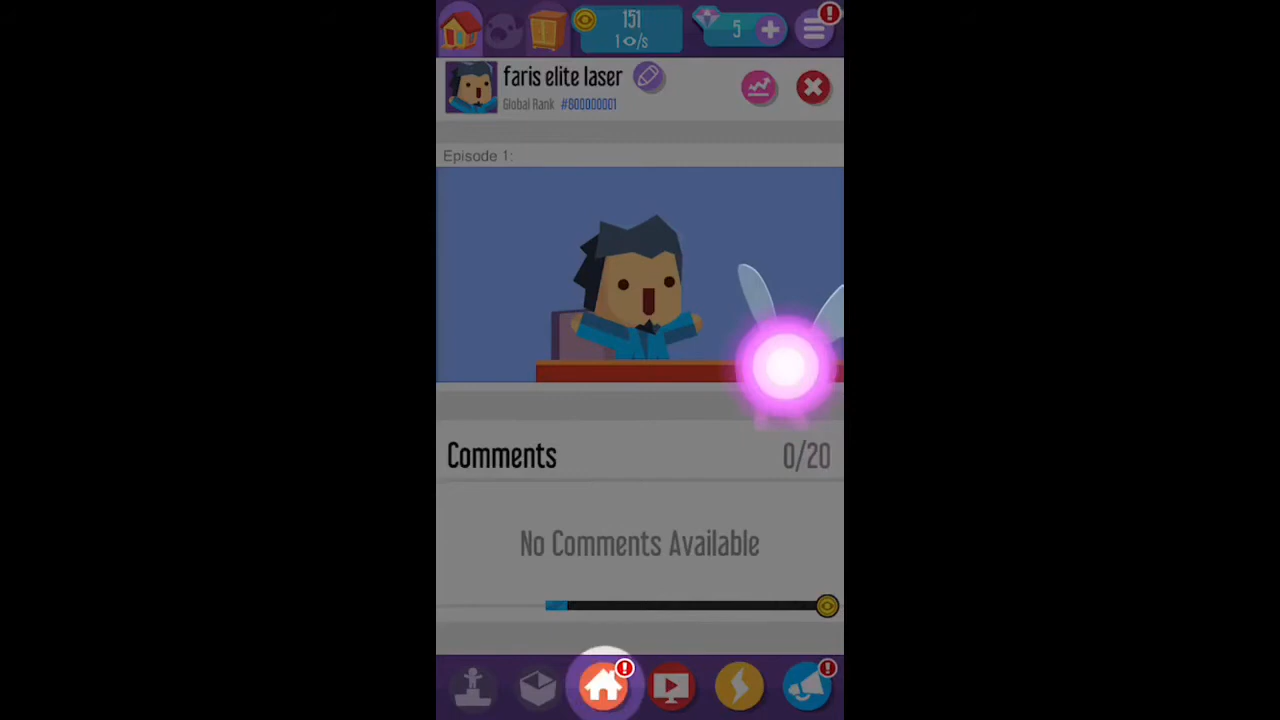 151
1 /s
5
faris elite laser
Global Rank #800000001
Episode 1:
Comments 0/20
No Comments Available